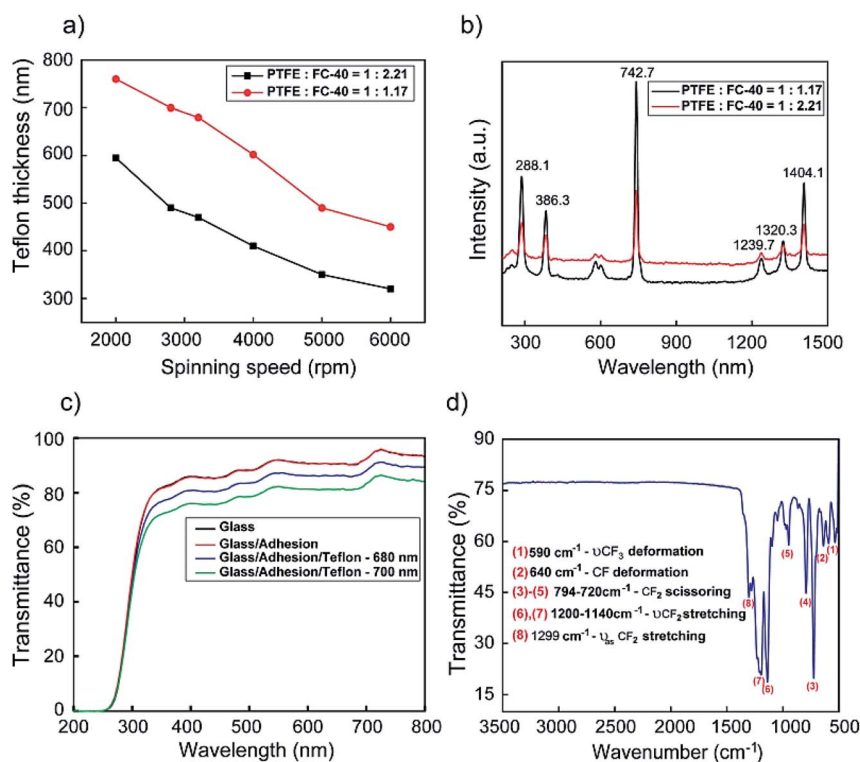 a)
Teflon thickness (nm)
800
700
600
500
400
300
2000 3000 4000 5000 6000
Spinning speed (rpm)
PTFE : FC-40 = 1 : 2.21
PTFE : FC-40 = 1 : 1.17
b)
Intensity (a.u.)
742.7
288.1
386.3
1239.7
1320.3
1404.1
PTFE : FC-40 = 1 : 1.17
PTFE : FC-40 = 1 : 2.21
300 600 900 1200 1500
Wavelength (nm)
c)
Transmittance (%)
100
80
60
40
20
0
200 300 400 500 600 700 800
Wavelength (nm)
Glass
Glass/Adhesion
Glass/Adhesion/Teflon - 680 nm
Glass/Adhesion/Teflon - 700 nm
d)
Transmittance (%)
90
75
60
45
30
15
3500 3000 2500 2000 1500 1000 500
Wavenumber (cm⁻¹)
(1) 590 cm⁻¹ - υCF₃ deformation
(2) 640 cm⁻¹ - CF deformation
(3)-(5) 794-720cm⁻¹ - CF₂ scissoring
(6),(7) 1200-1140cm⁻¹ - υCF₂stretching
(8) 1299 cm⁻¹ - υas CF₂ stretching
(8)
(7)
(6)
(5)
(4)
(3)
(2)
(1)